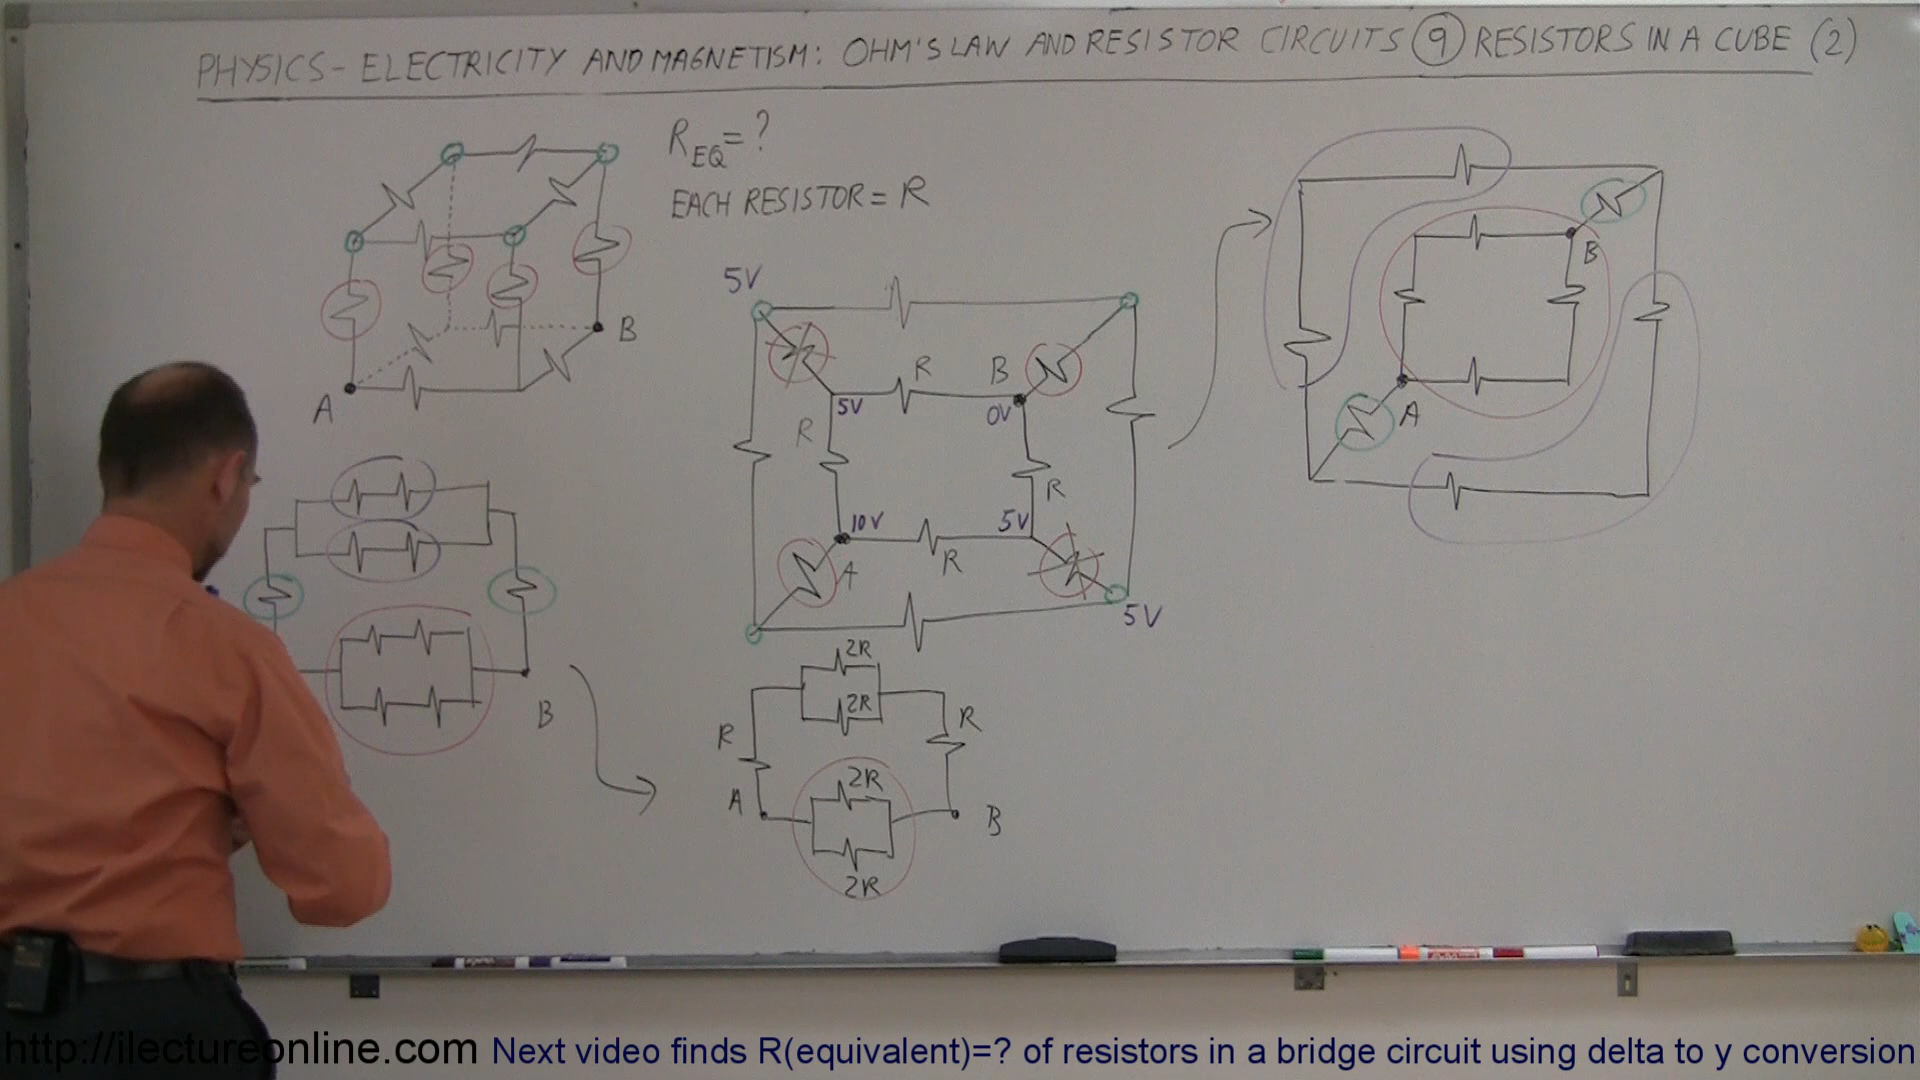 PHYSICS - ELECTRICITY AND MAGNETISM: OHM'S LAW AND RESISTOR CIRCUITS 9 RESISTORS IN A CUBE (2)
REQ = ?
EACH RESISTOR = R
A
B
5V
R
B
5V
0V
R
R
10V
5V
A
R
5V
B
A
B
2R
2R
R
R
2R
A
B
2R
http://ilectureonline.com Next video finds R(equivalent)=? of resistors in a bridge circuit using delta to y conversion